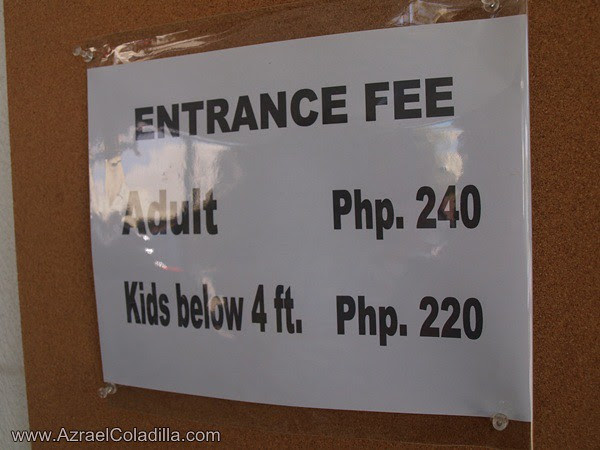 ENTRANCE FEE
Adult Php. 240
Kids below 4 ft. Php. 220
www.AzraelColadilla.com